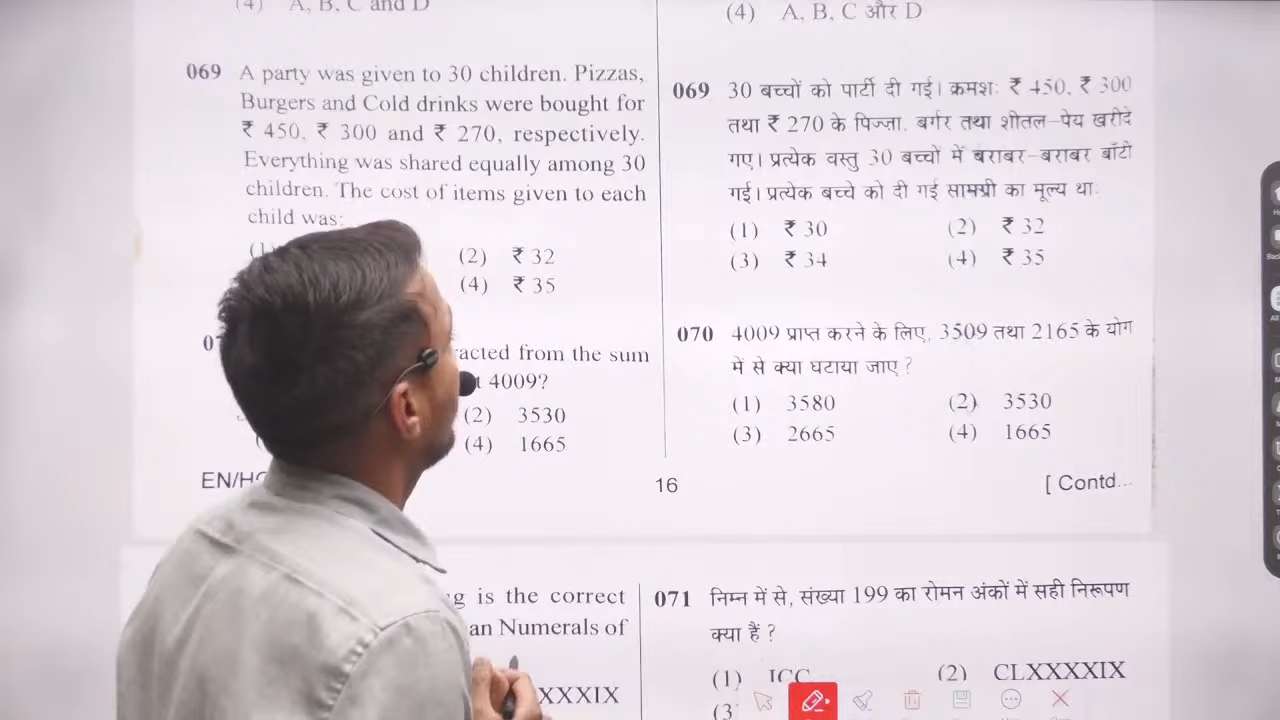 (4) A, B, C and D
069 A party was given to 30 children. Pizzas,
Burgers and Cold drinks were bought for
₹ 450, ₹ 300 and ₹ 270, respectively.
Everything was shared equally among 30
children. The cost of items given to each
child was:
(2) ₹ 32
(4) ₹ 35
from the sum
4009?
(2) 3530
(4) 1665
16
is the correct
Numerals of
(4) A, B, C और D
069 30 बच्चों को पार्टी दी गई। क्रमशः ₹ 450, ₹ 300
तथा ₹ 270 के पिज्जा, बर्गर तथा शीतल-पेय खरीदे
गए। प्रत्येक वस्तु 30 बच्चों में बराबर-बराबर बाँटी
गई। प्रत्येक बच्चे को दी गई सामग्री का मूल्य था:
(1) ₹ 30 (2) ₹ 32
(3) ₹ 34 (4) ₹ 35
070 4009 प्राप्त करने के लिए, 3509 तथा 2165 के योग
में से क्या घटाया जाए ?
(1) 3580 (2) 3530
(3) 2665 (4) 1665
[ Contd...
071 निम्न में से, संख्या 199 का रोमन अंकों में सही निरूपण
क्या हैं ?
(1) ICC (2) CLXXXXIX
(3